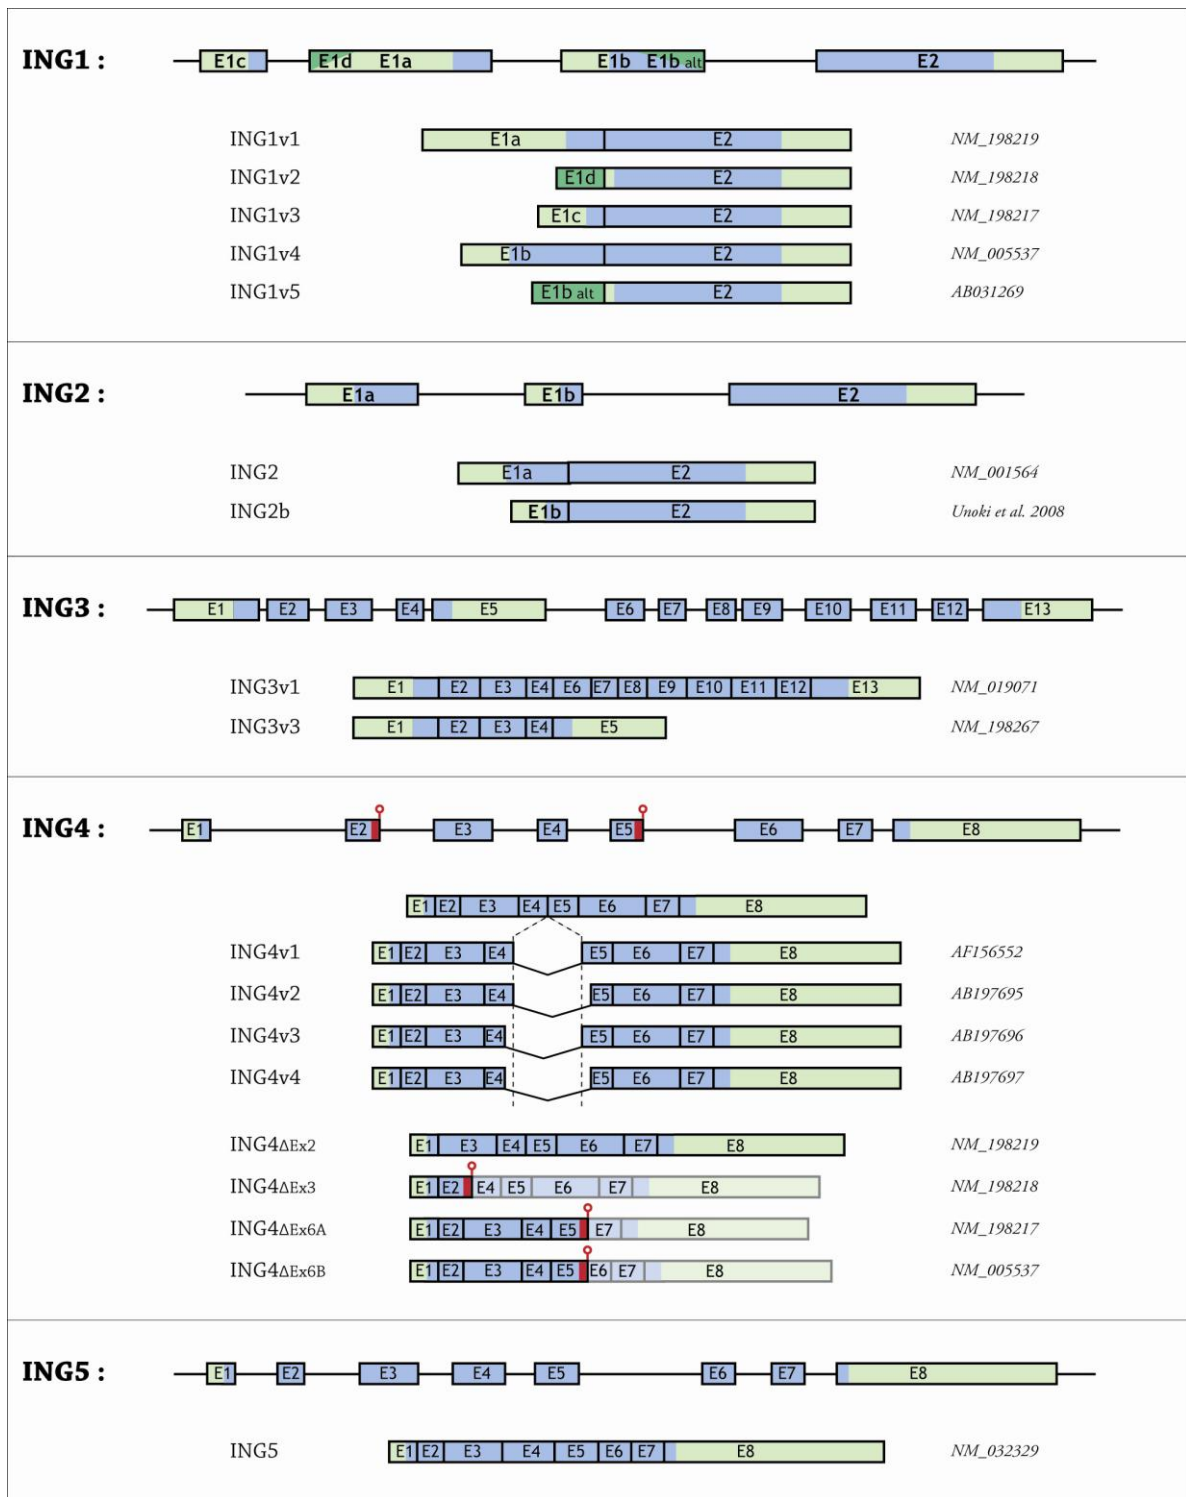 ING1 : E1c E1d E1a E1b E1b alt E2
ING1v1 E1a E2 NM_198219
ING1v2 E1d E2 NM_198218
ING1v3 E1c E2 NM_198217
ING1v4 E1b E2 NM_005537
ING1v5 E1b alt E2 AB031269
ING2 : E1a E1b E2
ING2 E1a E2 NM_001564
ING2b E1b E2 Unoki et al. 2008
ING3 : E1 E2 E3 E4 E5 E6 E7 E8 E9 E10 E11 E12 E13
ING3v1 E1 E2 E3 E4 E6 E7 E8 E9 E10 E11 E12 E13 NM_019071
ING3v3 E1 E2 E3 E4 E5 NM_198267
ING4 : E1 E2 E3 E4 E5 E6 E7 E8
E1 E2 E3 E4 E5 E6 E7 E8
ING4v1 E1 E2 E3 E4 E5 E6 E7 E8 AF156552
ING4v2 E1 E2 E3 E4 E5 E6 E7 E8 AB197695
ING4v3 E1 E2 E3 E4 E5 E6 E7 E8 AB197696
ING4v4 E1 E2 E3 E4 E5 E6 E7 E8 AB197697
ING4ΔEx2 E1 E3 E4 E5 E6 E7 E8 NM_198219
ING4ΔEx3 E1 E2 E4 E5 E6 E7 E8 NM_198218
ING4ΔEx6A E1 E2 E3 E4 E5 E7 E8 NM_198217
ING4ΔEx6B E1 E2 E3 E4 E5 E6 E7 E8 NM_005537
ING5 : E1 E2 E3 E4 E5 E6 E7 E8
ING5 E1 E2 E3 E4 E5 E6 E7 E8 NM_032329